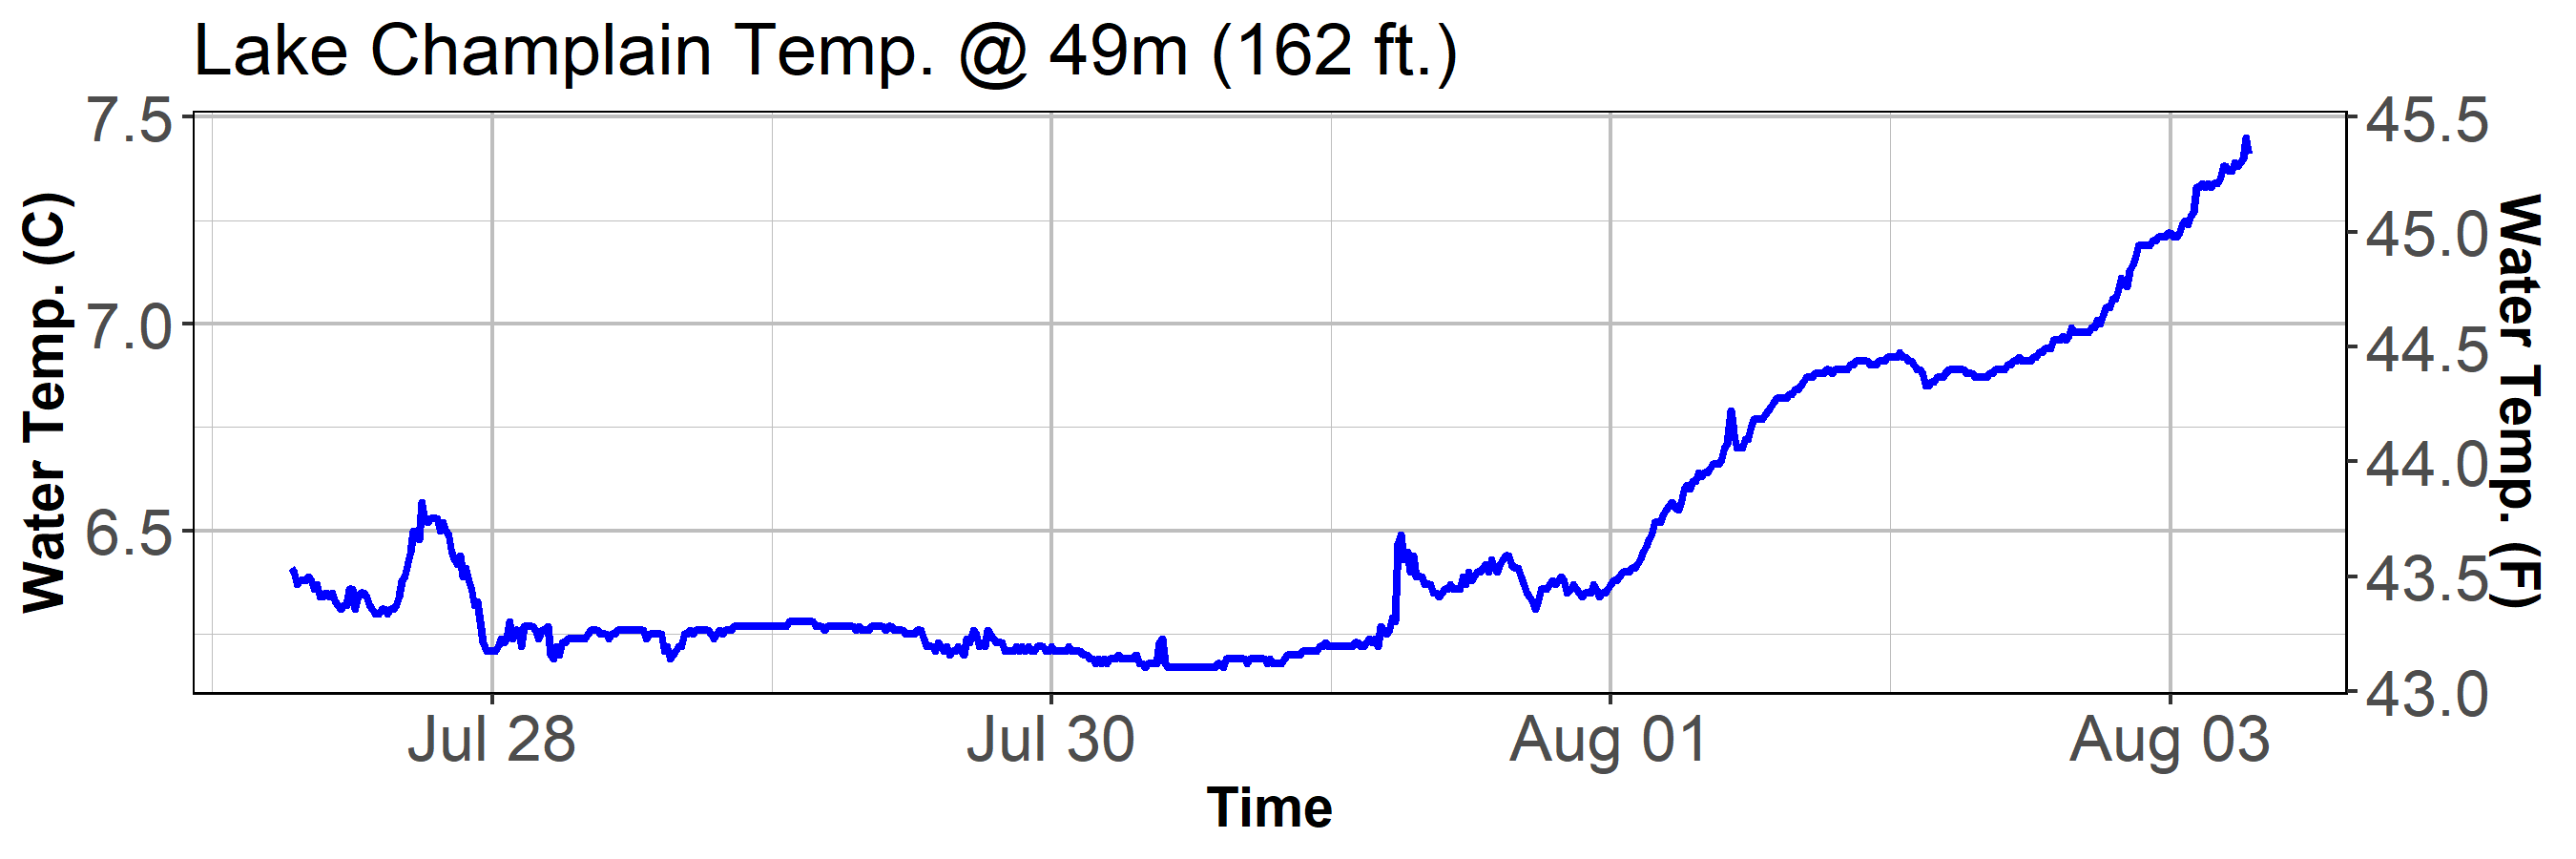 Lake Champlain Temp. @ 49m (162 ft.)
Water Temp. (C)
7.5
7.0
6.5
45.5
45.0
44.5
44.0
43.5
43.0
Water Temp. (F)
Jul 28 Jul 30 Aug 01 Aug 03
Time